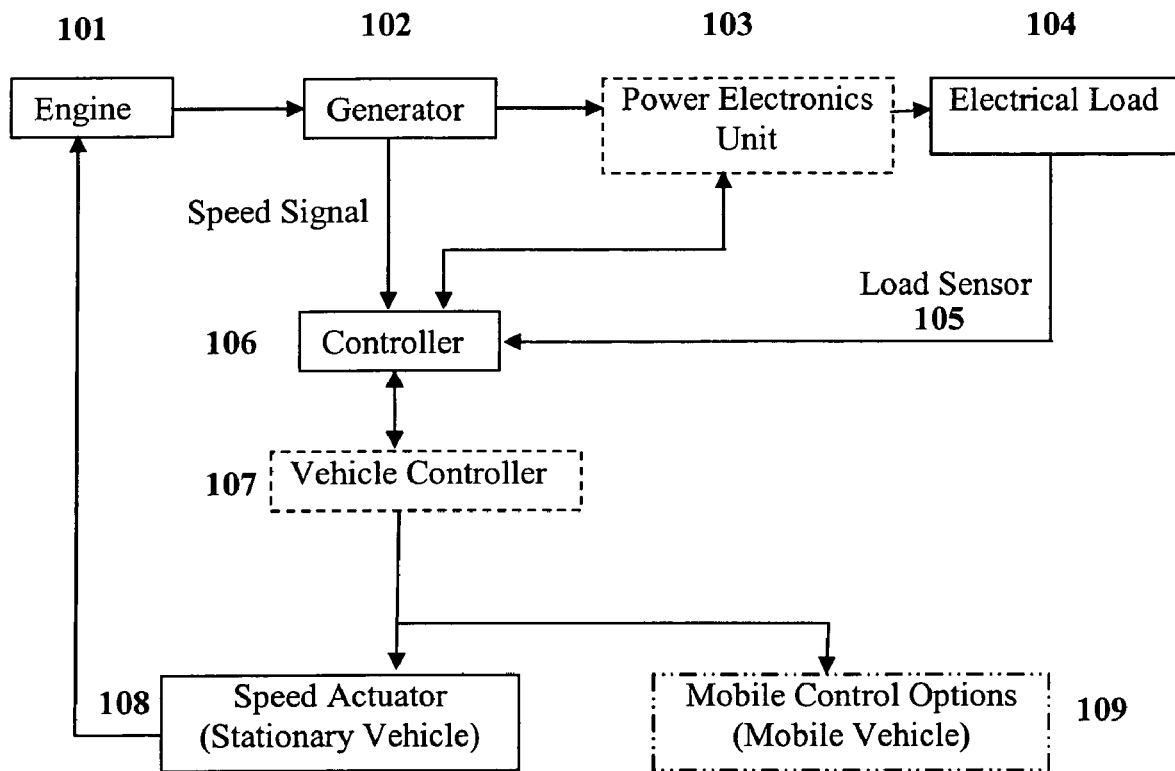 101
102
103
104
Engine
Generator
Power Electronics
Unit
Electrical Load
Speed Signal
Load Sensor
105
106
Controller
107
Vehicle Controller
108
Speed Actuator
(Stationary Vehicle)
Mobile Control Options
(Mobile Vehicle)
109